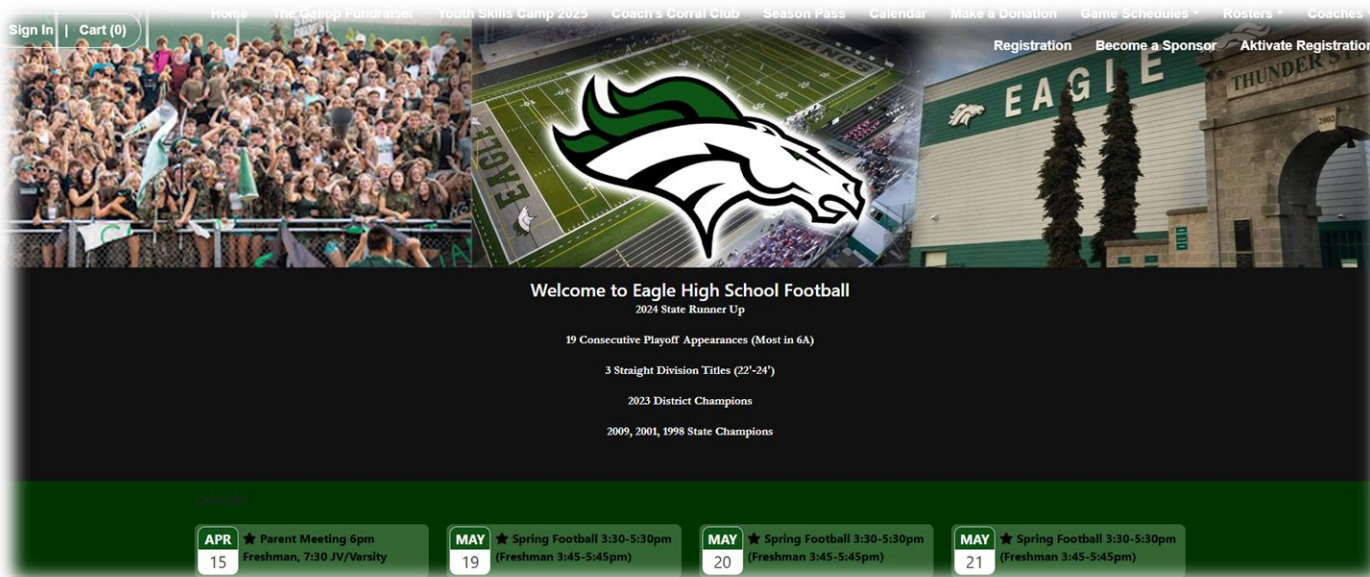 Home The Gallop Fundraiser Youth Skills Camp 2025 Coach's Corral Club Season Pass Calendar Make a Donation Game Schedules Rosters Coaches
Sign In | Cart (0)
Registration Become a Sponsor Aktivate Registration
MUSTANGS
EAGLE
EAGLE
THUNDER ST
2002
Welcome to Eagle High School Football
2024 State Runner Up
19 Consecutive Playoff Appearances (Most in 6A)
3 Straight Division Titles (22'-24')
2023 District Champions
2009, 2001, 1998 State Champions
Calendar
APR
15
★ Parent Meeting 6pm
Freshman, 7:30 JV/Varsity
MAY
19
★ Spring Football 3:30-5:30pm
(Freshman 3:45-5:45pm)
MAY
20
★ Spring Football 3:30-5:30pm
(Freshman 3:45-5:45pm)
MAY
21
★ Spring Football 3:30-5:30pm
(Freshman 3:45-5:45pm)